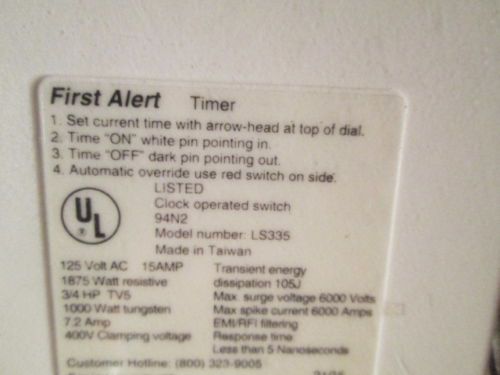 First Alert Timer
1. Set current time with arrow-head at top of dial.
2. Time "ON" white pin pointing in.
3. Time "OFF" dark pin pointing out.
4. Automatic override use red switch on side.
LISTED
UL
®
Clock operated switch
94N2
Model number: LS335
Made in Taiwan
125 Volt AC 15AMP
1875 Watt resistive
3/4 HP TV5
1000 Watt tungsten
7.2 Amp
400V Clamping voltage
Transient energy
dissipation 105J
Max. surge voltage 6000 Volts
Max spike current 6000 Amps
EMI/RFI filtering
Response time
Less than 5 Nanoseconds
Customer Hotline: (800) 323-9005